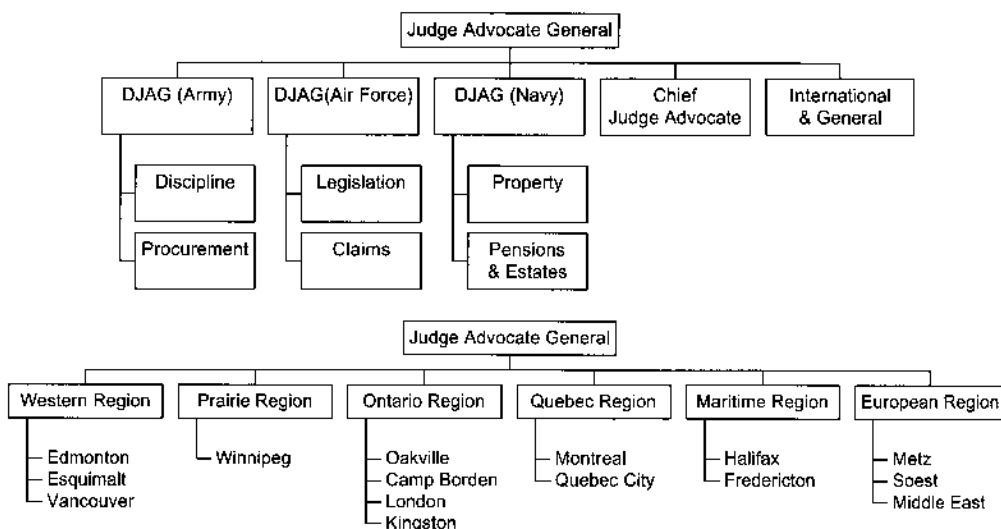 Judge Advocate General
DJAG (Army)
DJAG(Air Force)
DJAG (Navy)
Chief
Judge Advocate
International
& General
Discipline
Legislation
Property
Procurement
Claims
Pensions
& Estates
Judge Advocate General
Western Region
Prairie Region
Ontario Region
Quebec Region
Maritime Region
European Region
Edmonton
Esquimalt
Vancouver
Winnipeg
Oakville
Camp Borden
London
Kingston
Montreal
Quebec City
Halifax
Fredericton
Metz
Soest
Middle East